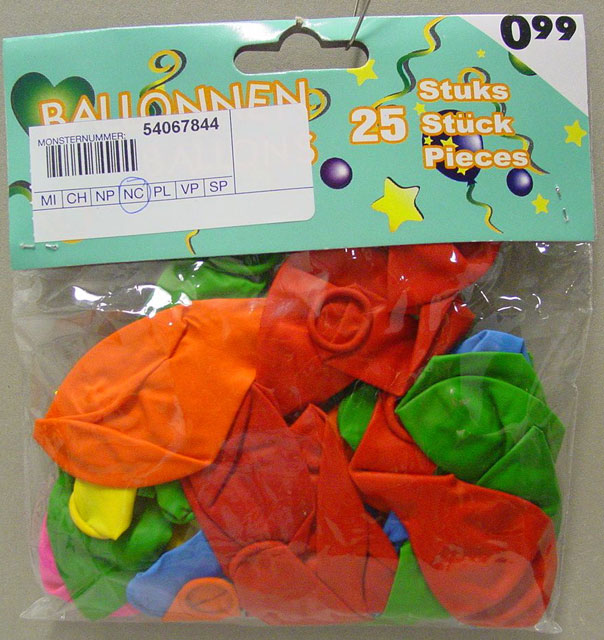 0.99
BALLONNEN
25
Stuks
Stück
Pieces
MONSTERNUMMER: 54067844
MI CH NP NC PL VP SP